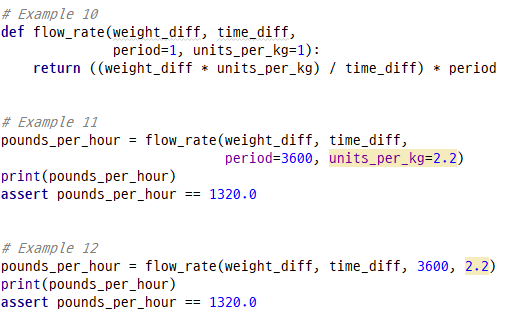 # Example 10
def flow_rate(weight_diff, time_diff,
              period=1, units_per_kg=1):
    return ((weight_diff * units_per_kg) / time_diff) * period
# Example 11
pounds_per_hour = flow_rate(weight_diff, time_diff,
                            period=3600, units_per_kg=2.2)
print(pounds_per_hour)
assert pounds_per_hour == 1320.0
# Example 12
pounds_per_hour = flow_rate(weight_diff, time_diff, 3600, 2.2)
print(pounds_per_hour)
assert pounds_per_hour == 1320.0